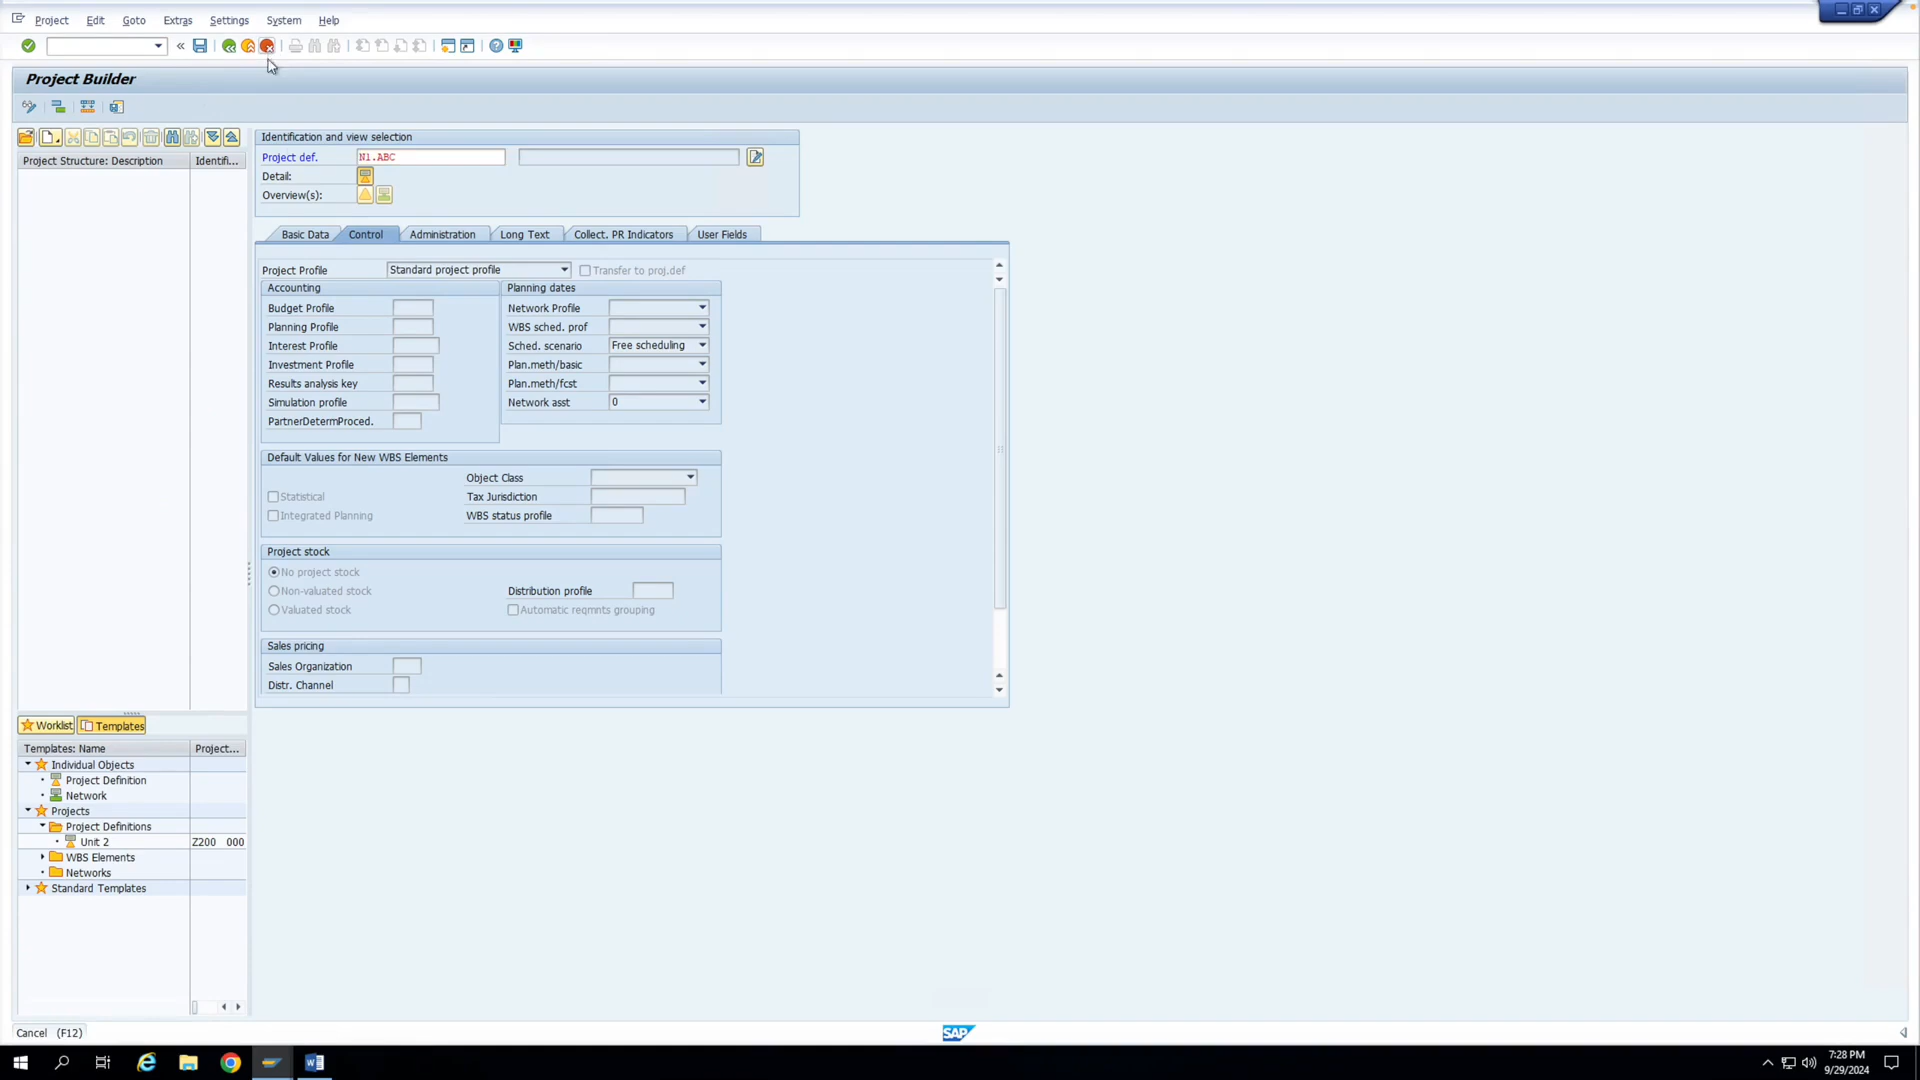 Project Edit Goto Extras Settings System Help
Project Builder
Project Structure: Description Identifi...
Identification and view selection
Project def. N1.ABC
Detail:
Overview(s):
Basic Data Control Administration Long Text Collect. PR Indicators User Fields
Project Profile Standard project profile Transfer to proj.def
Accounting Planning dates
Budget Profile Network Profile
Planning Profile WBS sched. prof
Interest Profile Sched. scenario Free scheduling
Investment Profile Plan.meth/basic
Results analysis key Plan.meth/fcst
Simulation profile Network asst 0
PartnerDetermProced.
Default Values for New WBS Elements
Object Class
Statistical Tax Jurisdiction
Integrated Planning WBS status profile
Project stock
No project stock
Non-valuated stock Distribution profile
Valuated stock Automatic reqmnts grouping
Sales pricing
Sales Organization
Distr. Channel
Worklist Templates
Templates: Name Project...
Individual Objects
Project Definition
Network
Projects
Project Definitions
Unit 2 Z200 000
WBS Elements
Networks
Standard Templates
Cancel (F12)
SAP
7:28 PM
9/29/2024